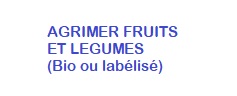 AGRIMER FRUITS
ET LEGUMES
(Bio ou labélisé)